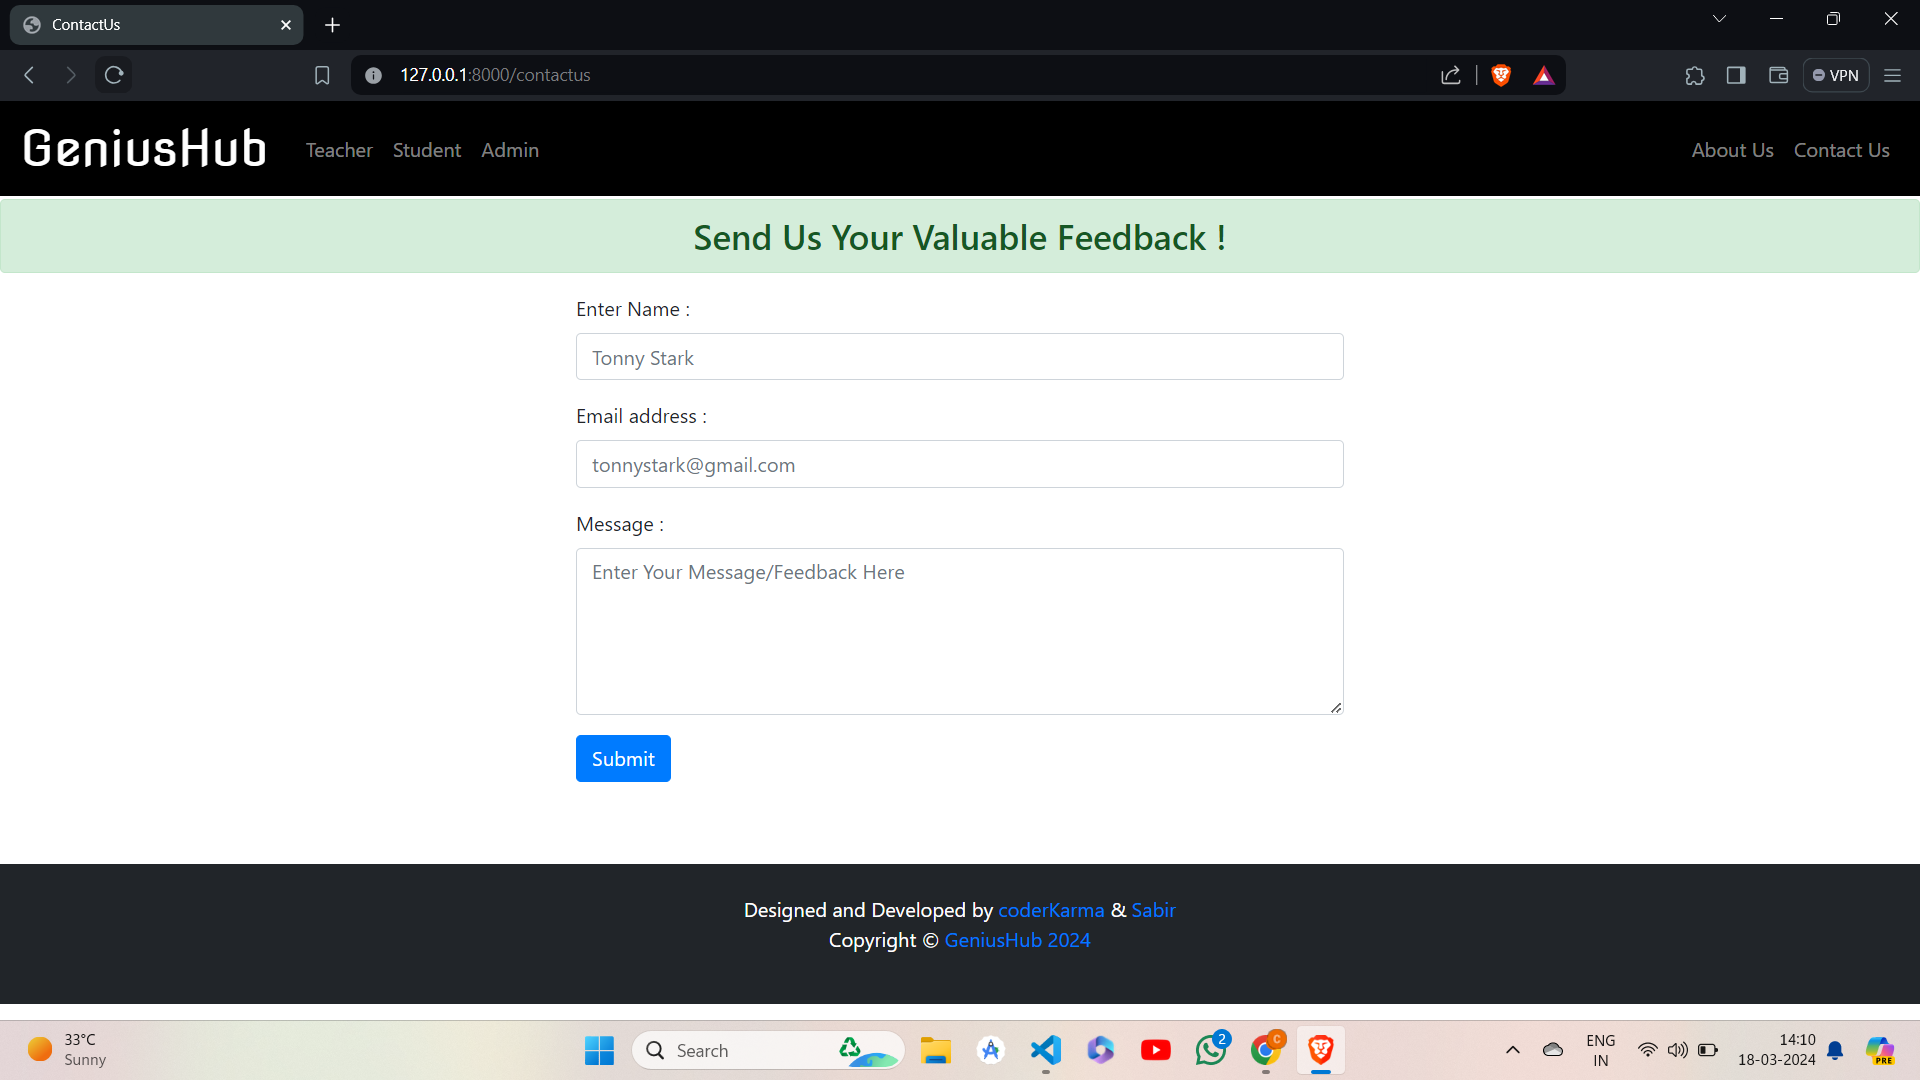 ContactUs
127.0.0.1:8000/contactus
VPN
GeniusHub Teacher Student Admin About Us Contact Us
Send Us Your Valuable Feedback !
Enter Name :
Tonny Stark
Email address :
tonnystark@gmail.com
Message :
Enter Your Message/Feedback Here
Submit
Designed and Developed by coderKarma & Sabir
Copyright © GeniusHub 2024
33°C
Sunny
Search
2
C
ENG
IN
14:10
18-03-2024
PRE